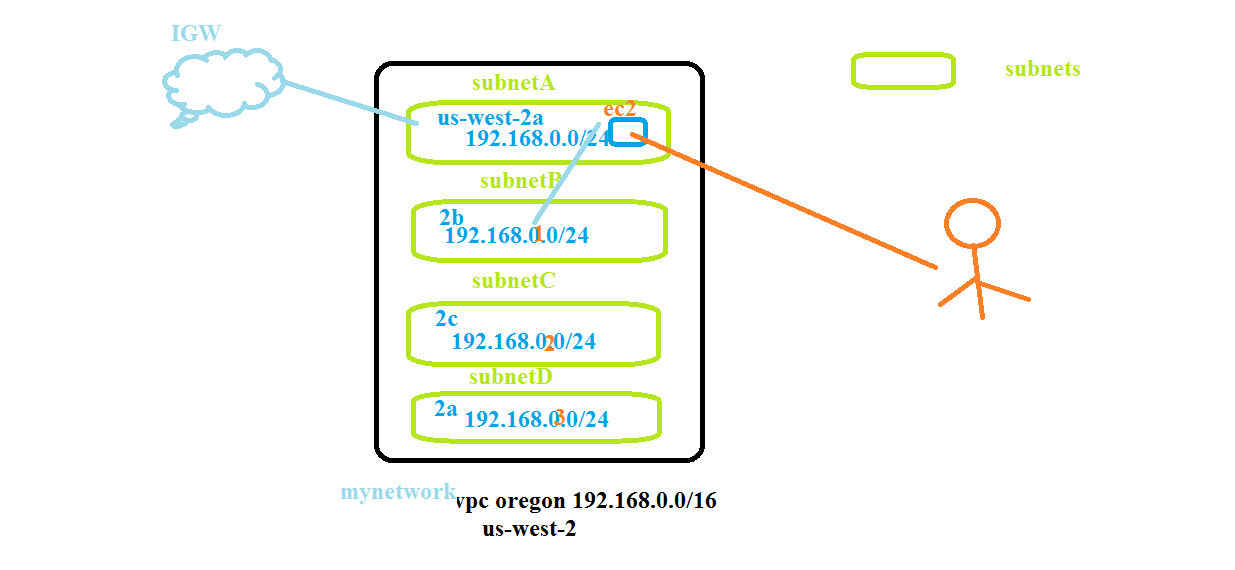 IGW
subnetA
subnets
ec2
us-west-2a
192.168.0.0/24
subnetB
2b
192.168.0.0/24
1
subnetC
2c
192.168.0.0/24
2
subnetD
2a
192.168.0.0/24
3
mynetwork
vpc oregon 192.168.0.0/16
us-west-2